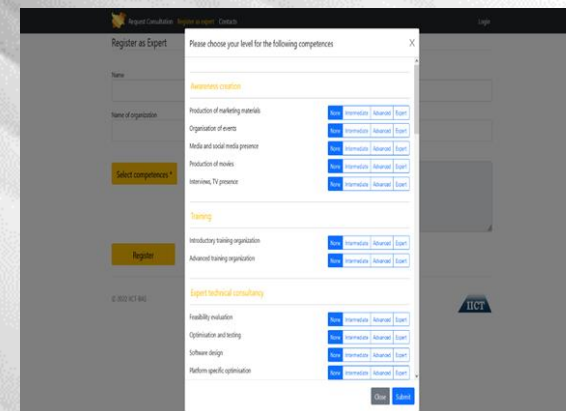 Request Consultation Register as expert Contacts Login
Register as Expert
Name
Name of organization
Select competences *
Register
© 2020 IICT-BAS
IICT
Please choose your level for the following competences X
Awareness creation
Production of marketing materials None Intermediate Advanced Expert
Organisation of events None Intermediate Advanced Expert
Media and social media presence None Intermediate Advanced Expert
Production of movies None Intermediate Advanced Expert
Interviews, TV presence None Intermediate Advanced Expert
Training
Introductory training organization None Intermediate Advanced Expert
Advanced training organization None Intermediate Advanced Expert
Expert technical consultancy
Feasibility evaluation None Intermediate Advanced Expert
Optimisation and testing None Intermediate Advanced Expert
Software design None Intermediate Advanced Expert
Platform specific optimisation None Intermediate Advanced Expert
Close Submit